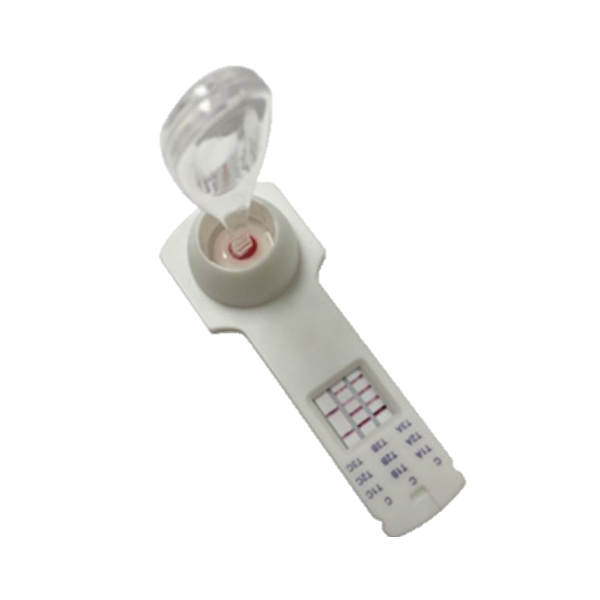 C T1A T2A T3A
C T1B T2B T3B
C T1C T2C T3C